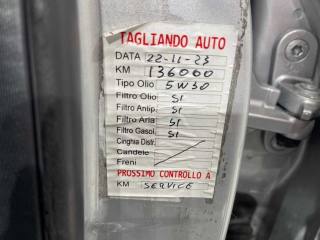 TAGLIANDO AUTO
DATA 22-11-23
KM 136000
Tipo Olio 5W30
Filtro Olio SI
Filtro Antip. SI
Filtro Aria SI
Filtro Gasol. SI
Cinghia Distr.
Candele
Freni
PROSSIMO CONTROLLO A
KM SERVICE